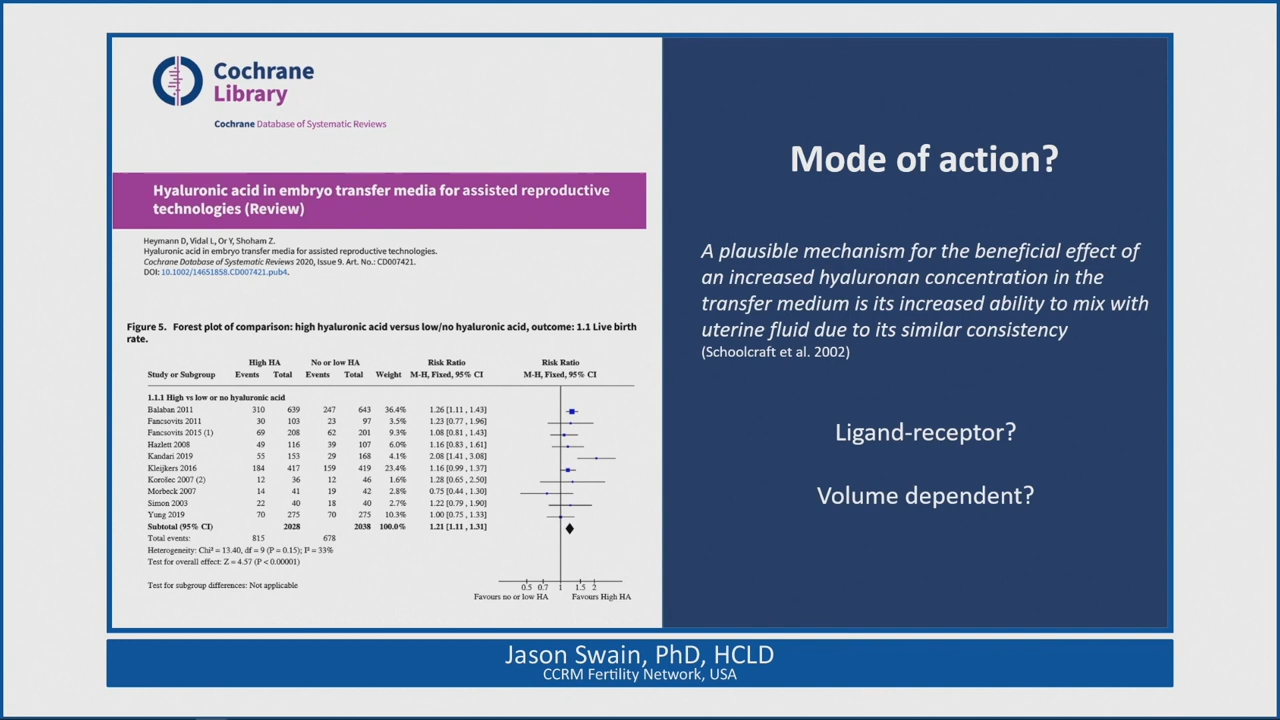 Cochrane
Library
Cochrane Database of Systematic Reviews
Hyaluronic acid in embryo transfer media for assisted reproductive
technologies (Review)
Heymann D, Vidal L, Or Y, Shoham Z.
Hyaluronic acid in embryo transfer media for assisted reproductive technologies.
Cochrane Database of Systematic Reviews 2020, Issue 9. Art. No.: CD007421.
DOI: 10.1002/14651858.CD007421.pub4.
Figure 5. Forest plot of comparison: high hyaluronic acid versus low/no hyaluronic acid, outcome: 1.1 Live birth
rate.
High HA No or low HA Risk Ratio Risk Ratio
Study or Subgroup Events Total Events Total Weight M-H, Fixed, 95% CI M-H, Fixed, 95% CI
1.1.1 High vs low or no hyaluronic acid
Balaban 2011 310 639 247 643 36.4% 1.26 [1.11 , 1.43]
Fancsovits 2011 30 103 23 97 3.5% 1.23 [0.77 , 1.96]
Fancsovits 2015 (1) 69 208 62 201 9.3% 1.08 [0.81 , 1.43]
Hazlett 2008 49 116 39 107 6.0% 1.16 [0.83 , 1.61]
Kandari 2019 55 153 29 168 4.1% 2.08 [1.41 , 3.08]
Kleijkers 2016 184 417 159 419 23.4% 1.16 [0.99 , 1.37]
Korošec 2007 (2) 12 36 12 46 1.6% 1.28 [0.65 , 2.50]
Morbeck 2007 14 41 19 42 2.8% 0.75 [0.44 , 1.30]
Simon 2003 22 40 18 40 2.7% 1.22 [0.79 , 1.90]
Yung 2019 70 275 70 275 10.3% 1.00 [0.75 , 1.33]
Subtotal (95% CI) 2028 2038 100.0% 1.21 [1.11 , 1.31]
Total events: 815 678
Heterogeneity: Chi² = 13.40, df = 9 (P = 0.15); I² = 33%
Test for overall effect: Z = 4.57 (P < 0.00001)
Test for subgroup differences: Not applicable
0.5 0.7 1 1.5 2
Favours no or low HA Favours High HA
Mode of action?
A plausible mechanism for the beneficial effect of
an increased hyaluronan concentration in the
transfer medium is its increased ability to mix with
uterine fluid due to its similar consistency
(Schoolcraft et al. 2002)
Ligand-receptor?
Volume dependent?
Jason Swain, PhD, HCLD
CCRM Fertility Network, USA